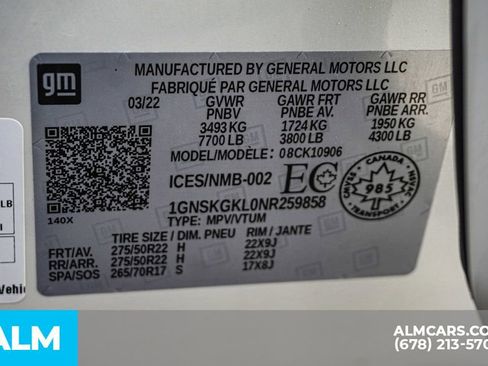 gm
MANUFACTURED BY GENERAL MOTORS LLC
FABRIQUÉ PAR GENERAL MOTORS LLC
03/22 GVWR GAWR FRT GAWR RR
PNBV PNBE AV. PNBE ARR.
3493 KG 1724 KG 1950 KG
7700 LB 3800 LB 4300 LB
MODEL/MODÈLE: 08CK10906
ICES/NMB-002 EC
CANADA
985
TRANSPORT
1GNSKGKL0NR259858
140X TYPE: MPV/VTUM
TIRE SIZE / DIM. PNEU RIM / JANTE
FRT/AV. 275/50R22 H 22X9J
RR/ARR. 275/50R22 H 22X9J
SPA/SOS 265/70R17 S 17X8J
LB
Vehic
ALM
ALMCARS.CO
(678) 213-570